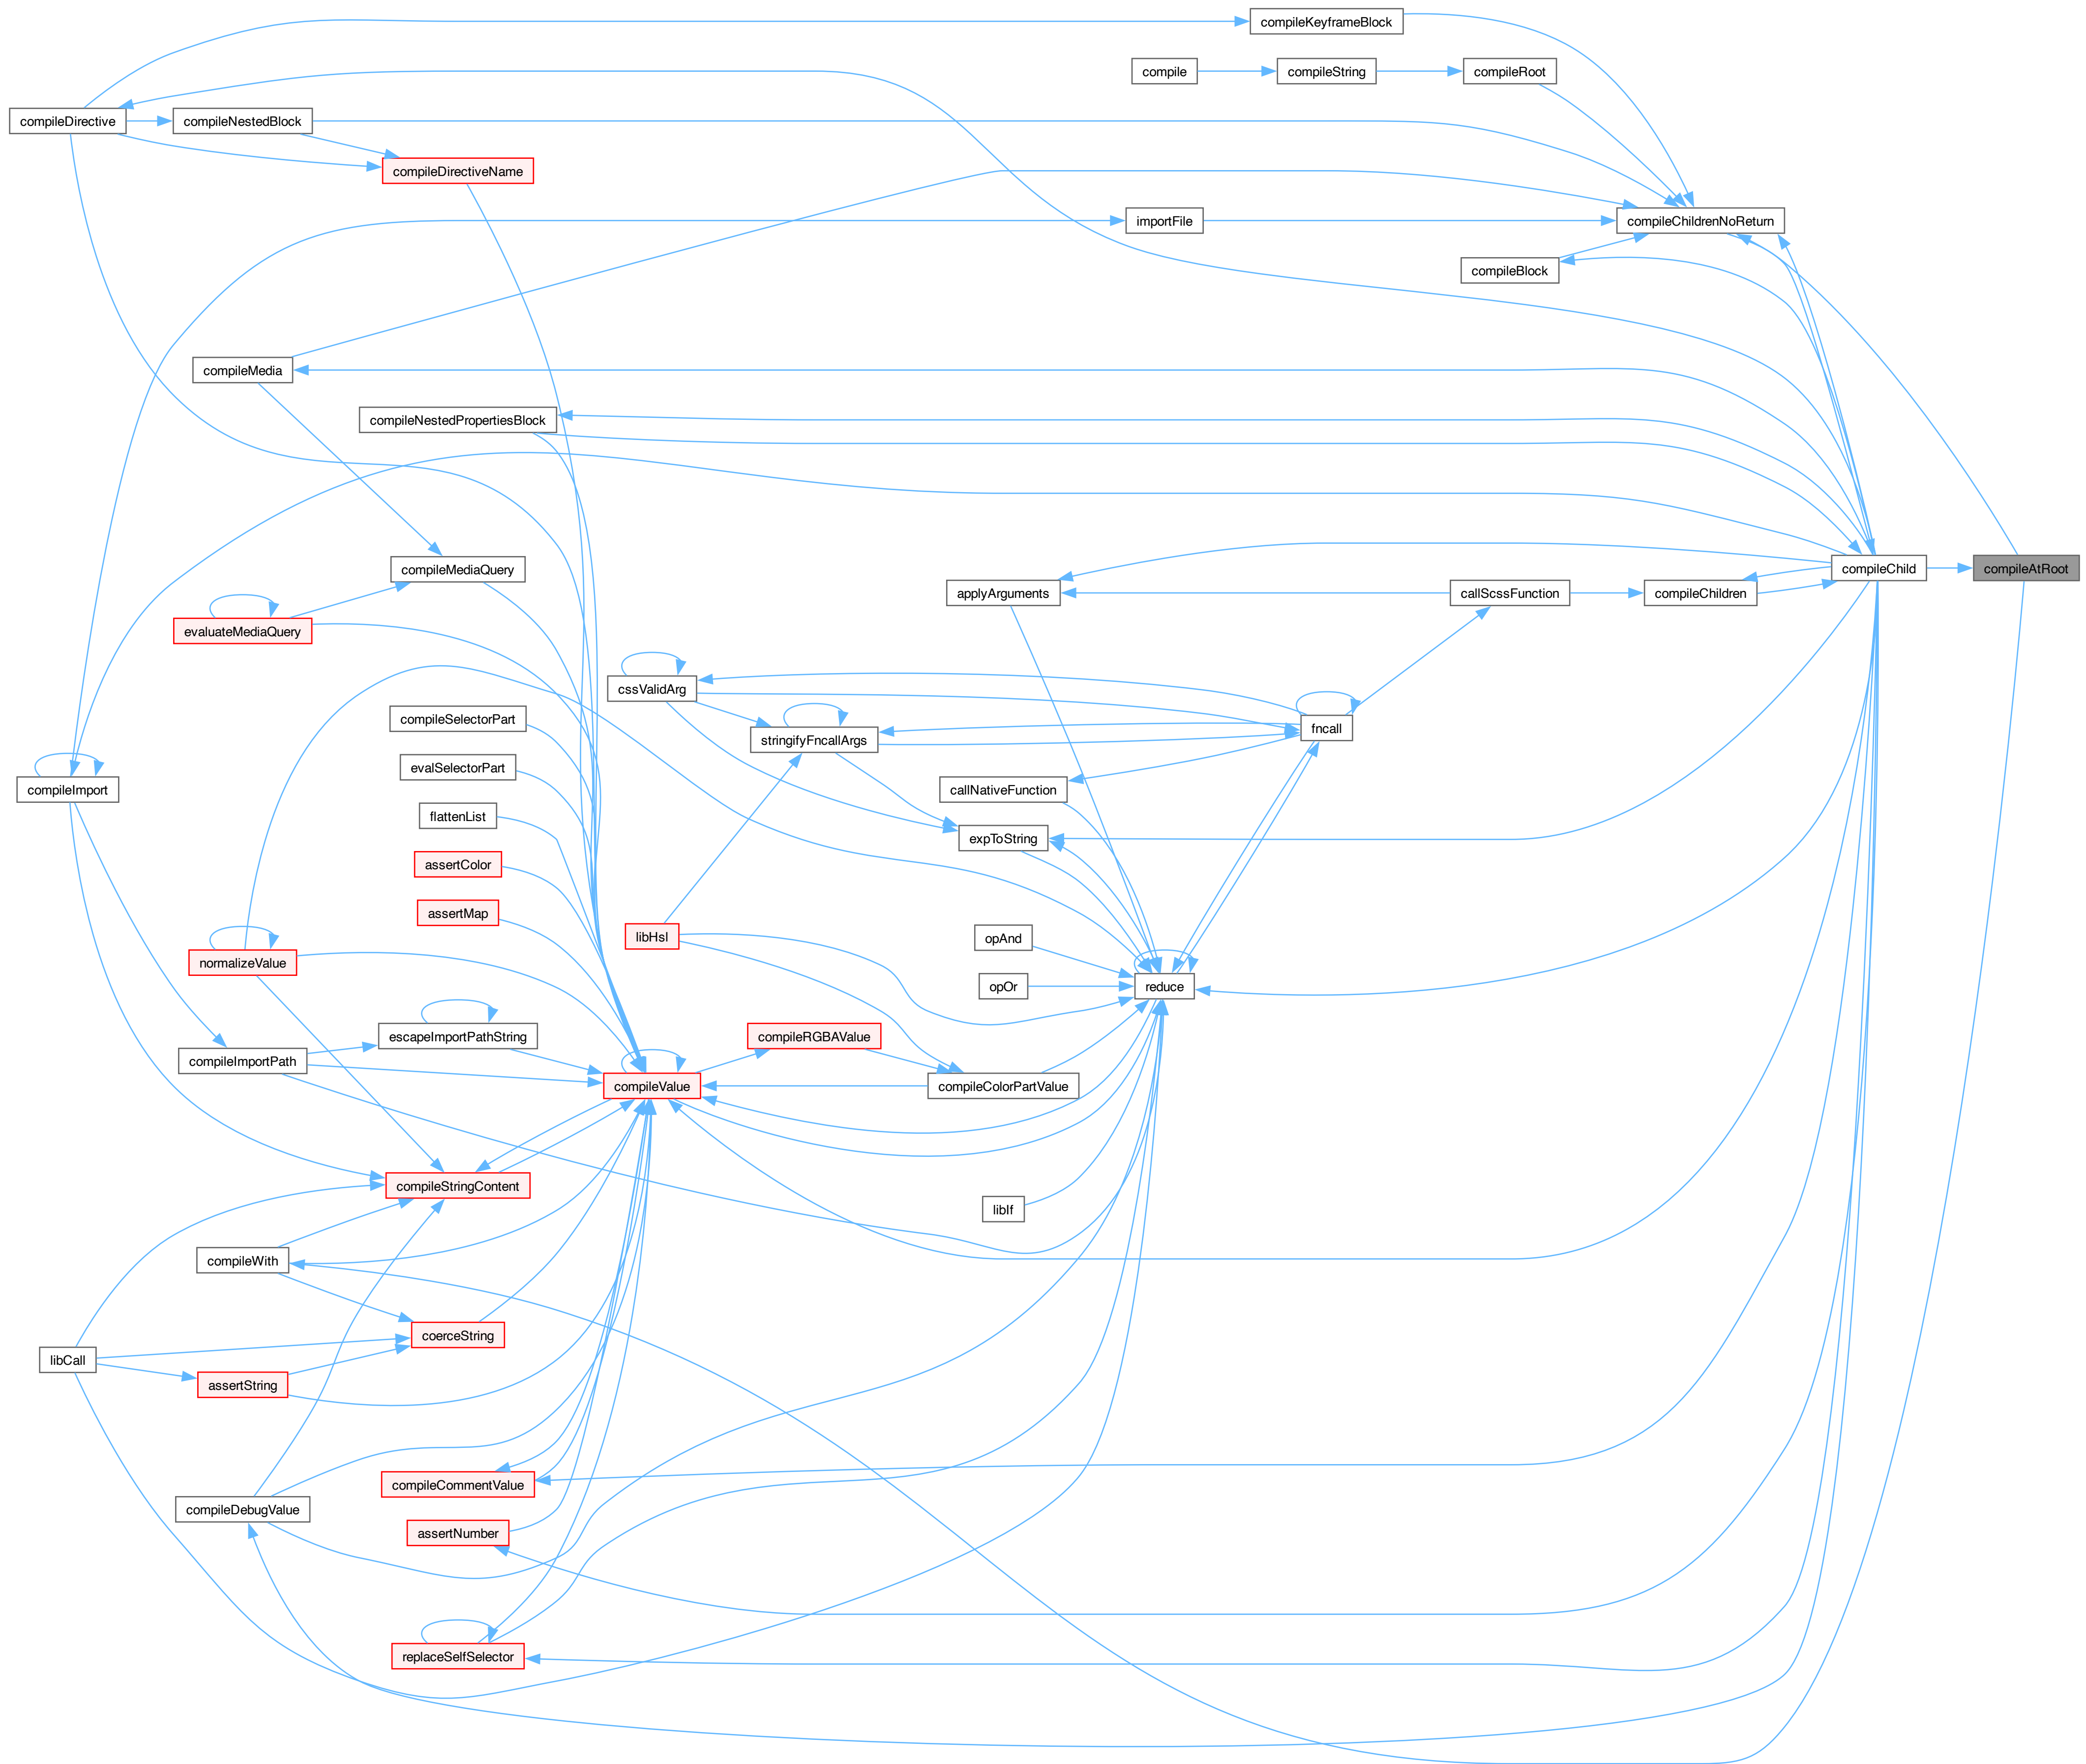 compileKeyframeBlock
compile
compileString
compileRoot
compileDirective
compileNestedBlock
compileDirectiveName
importFile
compileChildrenNoReturn
compileBlock
compileMedia
compileNestedPropertiesBlock
compileMediaQuery
compileChild
compileAtRoot
applyArguments
callScssFunction
compileChildren
evaluateMediaQuery
cssValidArg
compileSelectorPart
stringifyFncallArgs
fncall
evalSelectorPart
compileImport
callNativeFunction
flattenList
expToString
assertColor
assertMap
libHsl
opAnd
normalizeValue
opOr
reduce
escapeImportPathString
compileRGBAValue
compileImportPath
compileValue
compileColorPartValue
compileStringContent
libIf
compileWith
coerceString
libCall
assertString
compileCommentValue
compileDebugValue
assertNumber
replaceSelfSelector